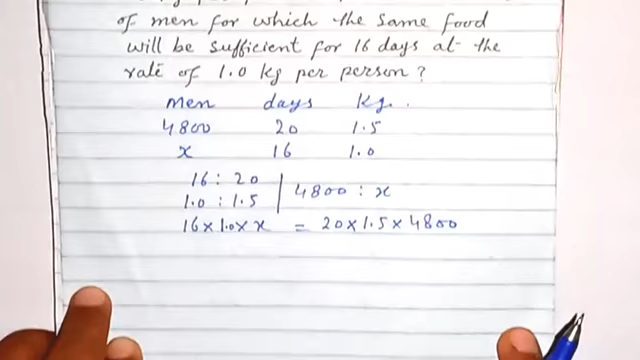 of men for which the same food
will be sufficient for 16 days at the
rate of 1.0 kg per person?
men days Kg.
4800 20 1.5
x 16 1.0
16 : 20
1.0 : 1.5
4800 : x
16 × 1.0 × x = 20 × 1.5 × 4800